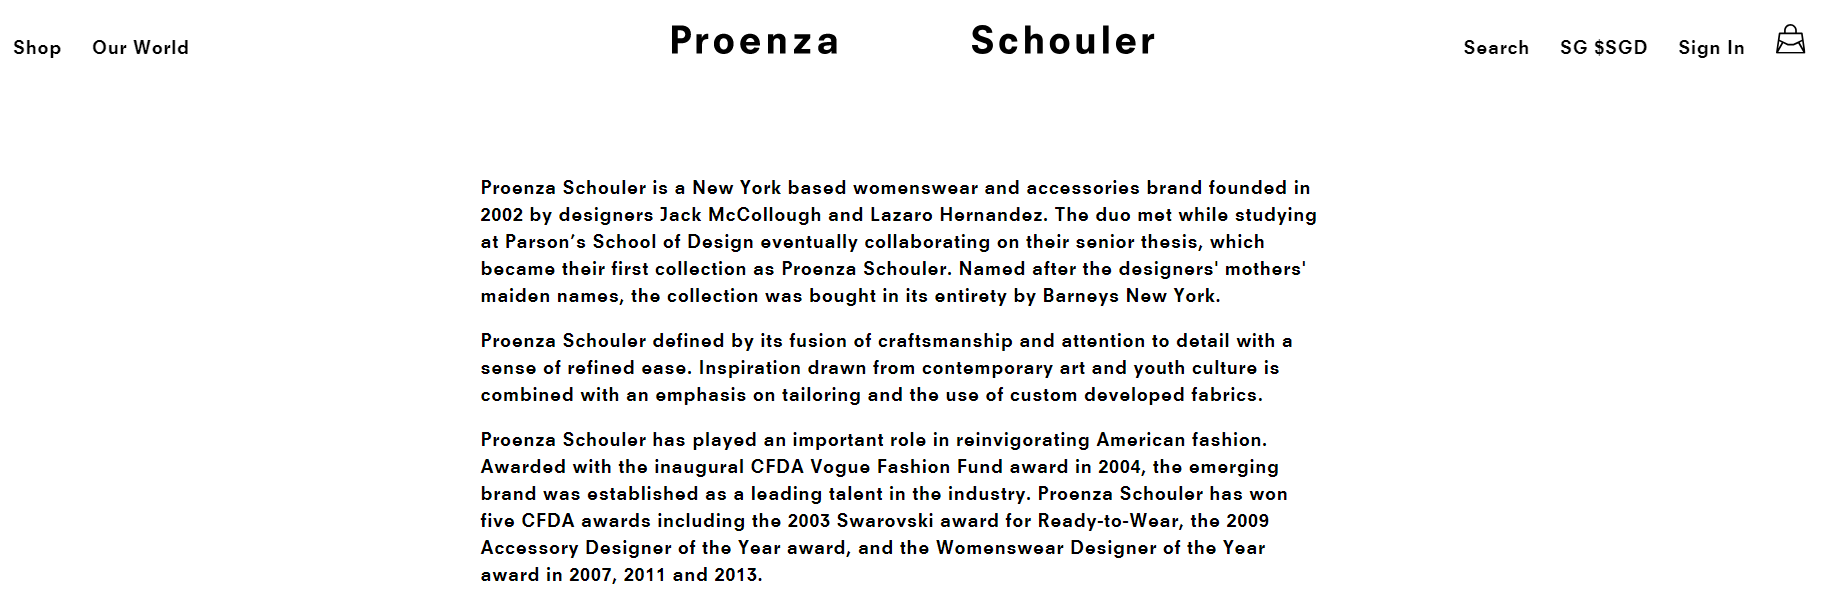 Shop Our World Proenza Schouler Search SG $SGD Sign In
Proenza Schouler is a New York based womenswear and accessories brand founded in
2002 by designers Jack McCollough and Lazaro Hernandez. The duo met while studying
at Parson’s School of Design eventually collaborating on their senior thesis, which
became their first collection as Proenza Schouler. Named after the designers' mothers'
maiden names, the collection was bought in its entirety by Barneys New York.
Proenza Schouler defined by its fusion of craftsmanship and attention to detail with a
sense of refined ease. Inspiration drawn from contemporary art and youth culture is
combined with an emphasis on tailoring and the use of custom developed fabrics.
Proenza Schouler has played an important role in reinvigorating American fashion.
Awarded with the inaugural CFDA Vogue Fashion Fund award in 2004, the emerging
brand was established as a leading talent in the industry. Proenza Schouler has won
five CFDA awards including the 2003 Swarovski award for Ready-to-Wear, the 2009
Accessory Designer of the Year award, and the Womenswear Designer of the Year
award in 2007, 2011 and 2013.